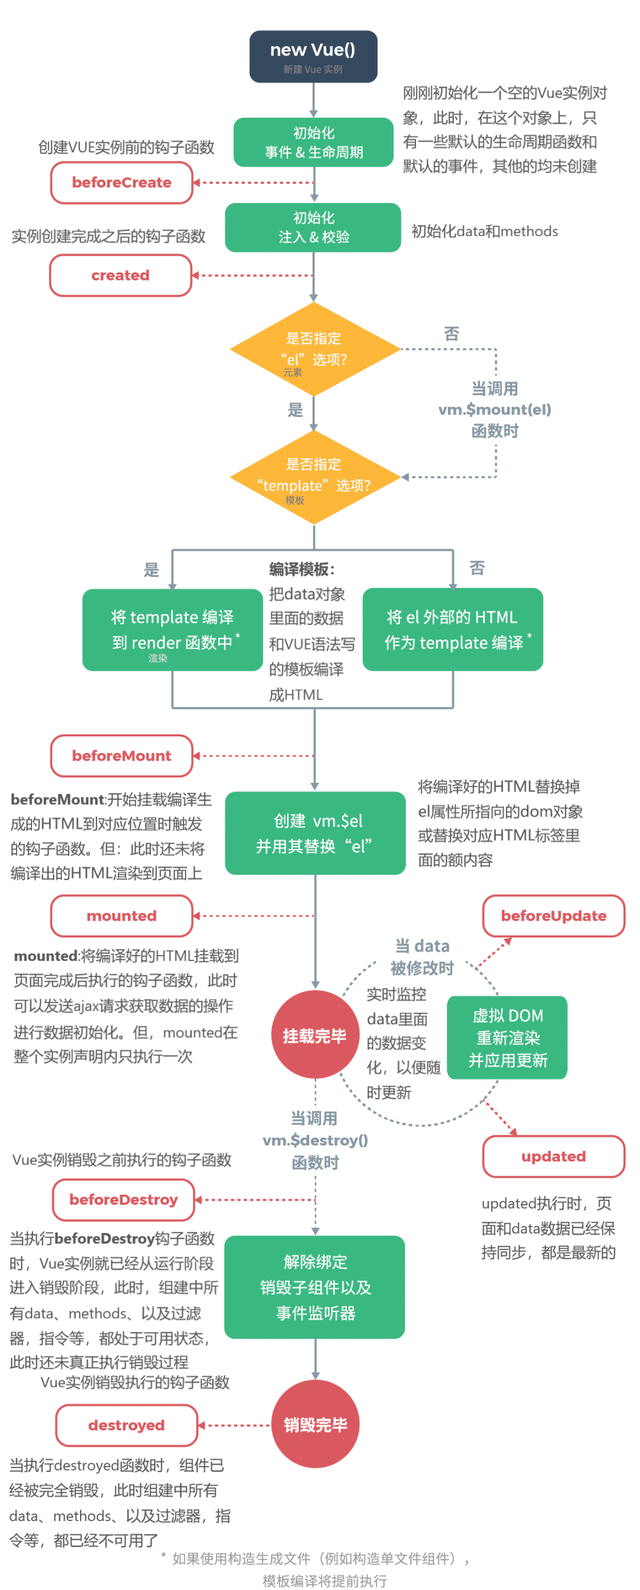 new Vue()
新建 Vue 实例
刚刚初始化一个空的Vue实例对
象，此时，在这个对象上，只
有一些默认的生命周期函数和
默认的事件，其他的均未创建
初始化
事件 & 生命周期
创建VUE实例前的钩子函数
beforeCreate
初始化
注入 & 校验
初始化data和methods
实例创建完成之后的钩子函数
created
是否指定
“el” 选项？
元素
否
当调用
vm.$mount(el)
函数时
是
是否指定
“template” 选项？
模板
是
否
编译模板：
把data对象
里面的数据
和VUE语法写
的模板编译
成HTML
将 template 编译
到 render 函数中 *
渲染
将 el 外部的 HTML
作为 template 编译 *
beforeMount
beforeMount:开始挂载编译生
成的HTML到对应位置时触发
的钩子函数。但：此时还未将
编译出的HTML渲染到页面上
创建 vm.$el
并用其替换 “el”
将编译好的HTML替换掉
el属性所指向的dom对象
或替换对应HTML标签里
面的额内容
mounted
mounted:将编译好的HTML挂载到
页面完成后执行的钩子函数，此时
可以发送ajax请求获取数据的操作
进行数据初始化。但，mounted在
整个实例声明内只执行一次
beforeUpdate
当 data
被修改时
挂载完毕
实时监控
data里面
的数据变
化，以便随
时更新
虚拟 DOM
重新渲染
并应用更新
updated
updated执行时，页
面和data数据已经保
持同步，都是最新的
当调用
vm.$destroy()
函数时
Vue实例销毁之前执行的钩子函数
beforeDestroy
当执行beforeDestroy钩子函数
时，Vue实例就已经从运行阶段
进入销毁阶段，此时，组建中所
有data、methods、以及过滤
器，指令等，都处于可用状态，
此时还未真正执行销毁过程
解除绑定
销毁子组件以及
事件监听器
Vue实例销毁执行的钩子函数
destroyed
销毁完毕
当执行destroyed函数时，组件已
经被完全销毁，此时组建中所有
data、methods、以及过滤器，指
令等，都已经不可用了
* 如果使用构造生成文件（例如构造单文件组件），
模板编译将提前执行